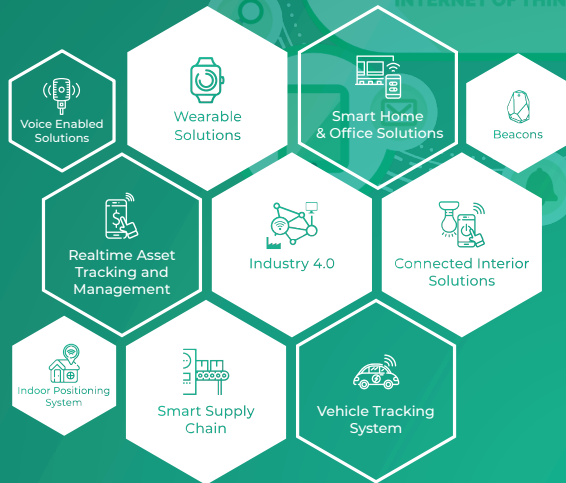 INTERNET OF THIN
Voice Enabled
Solutions
Wearable
Solutions
Smart Home
& Office Solutions
Beacons
Realtime Asset
Tracking and
Management
Industry 4.0
Connected Interior
Solutions
Indoor Positioning
System
Smart Supply
Chain
Vehicle Tracking
System